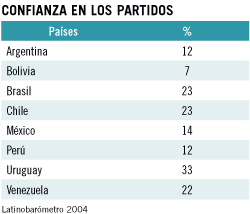 CONFIANZA EN LOS PARTIDOS
Países %
Argentina 12
Bolivia 7
Brasil 23
Chile 23
México 14
Perú 12
Uruguay 33
Venezuela 22
Latinobarómetro 2004